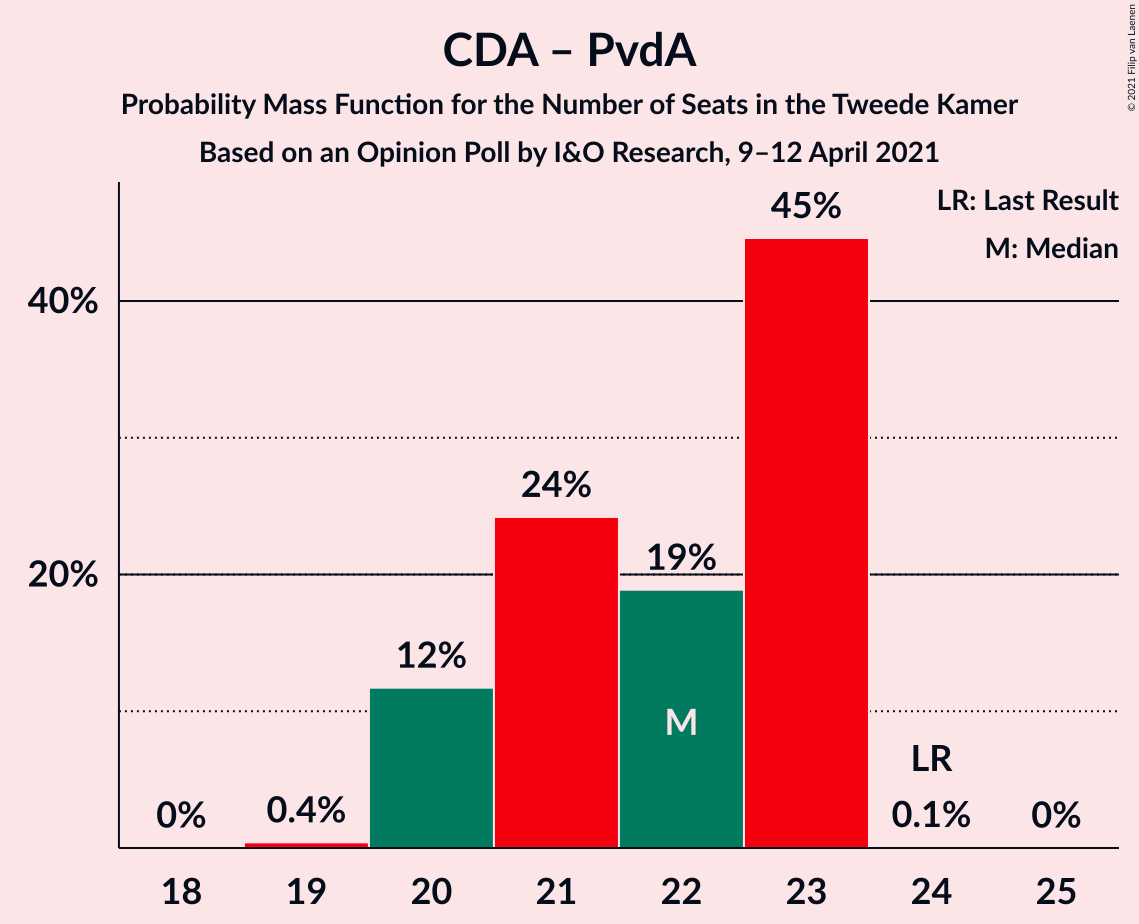 CDA – PvdA
Probability Mass Function for the Number of Seats in the Tweede Kamer
Based on an Opinion Poll by I&O Research, 9–12 April 2021
© 2021 Filip van Laenen
LR: Last Result
M: Median
45%
40%
24%
19%
20%
12%
M
LR
0%
0.4%
0.1%
0%
18
19
20
21
22
23
24
25